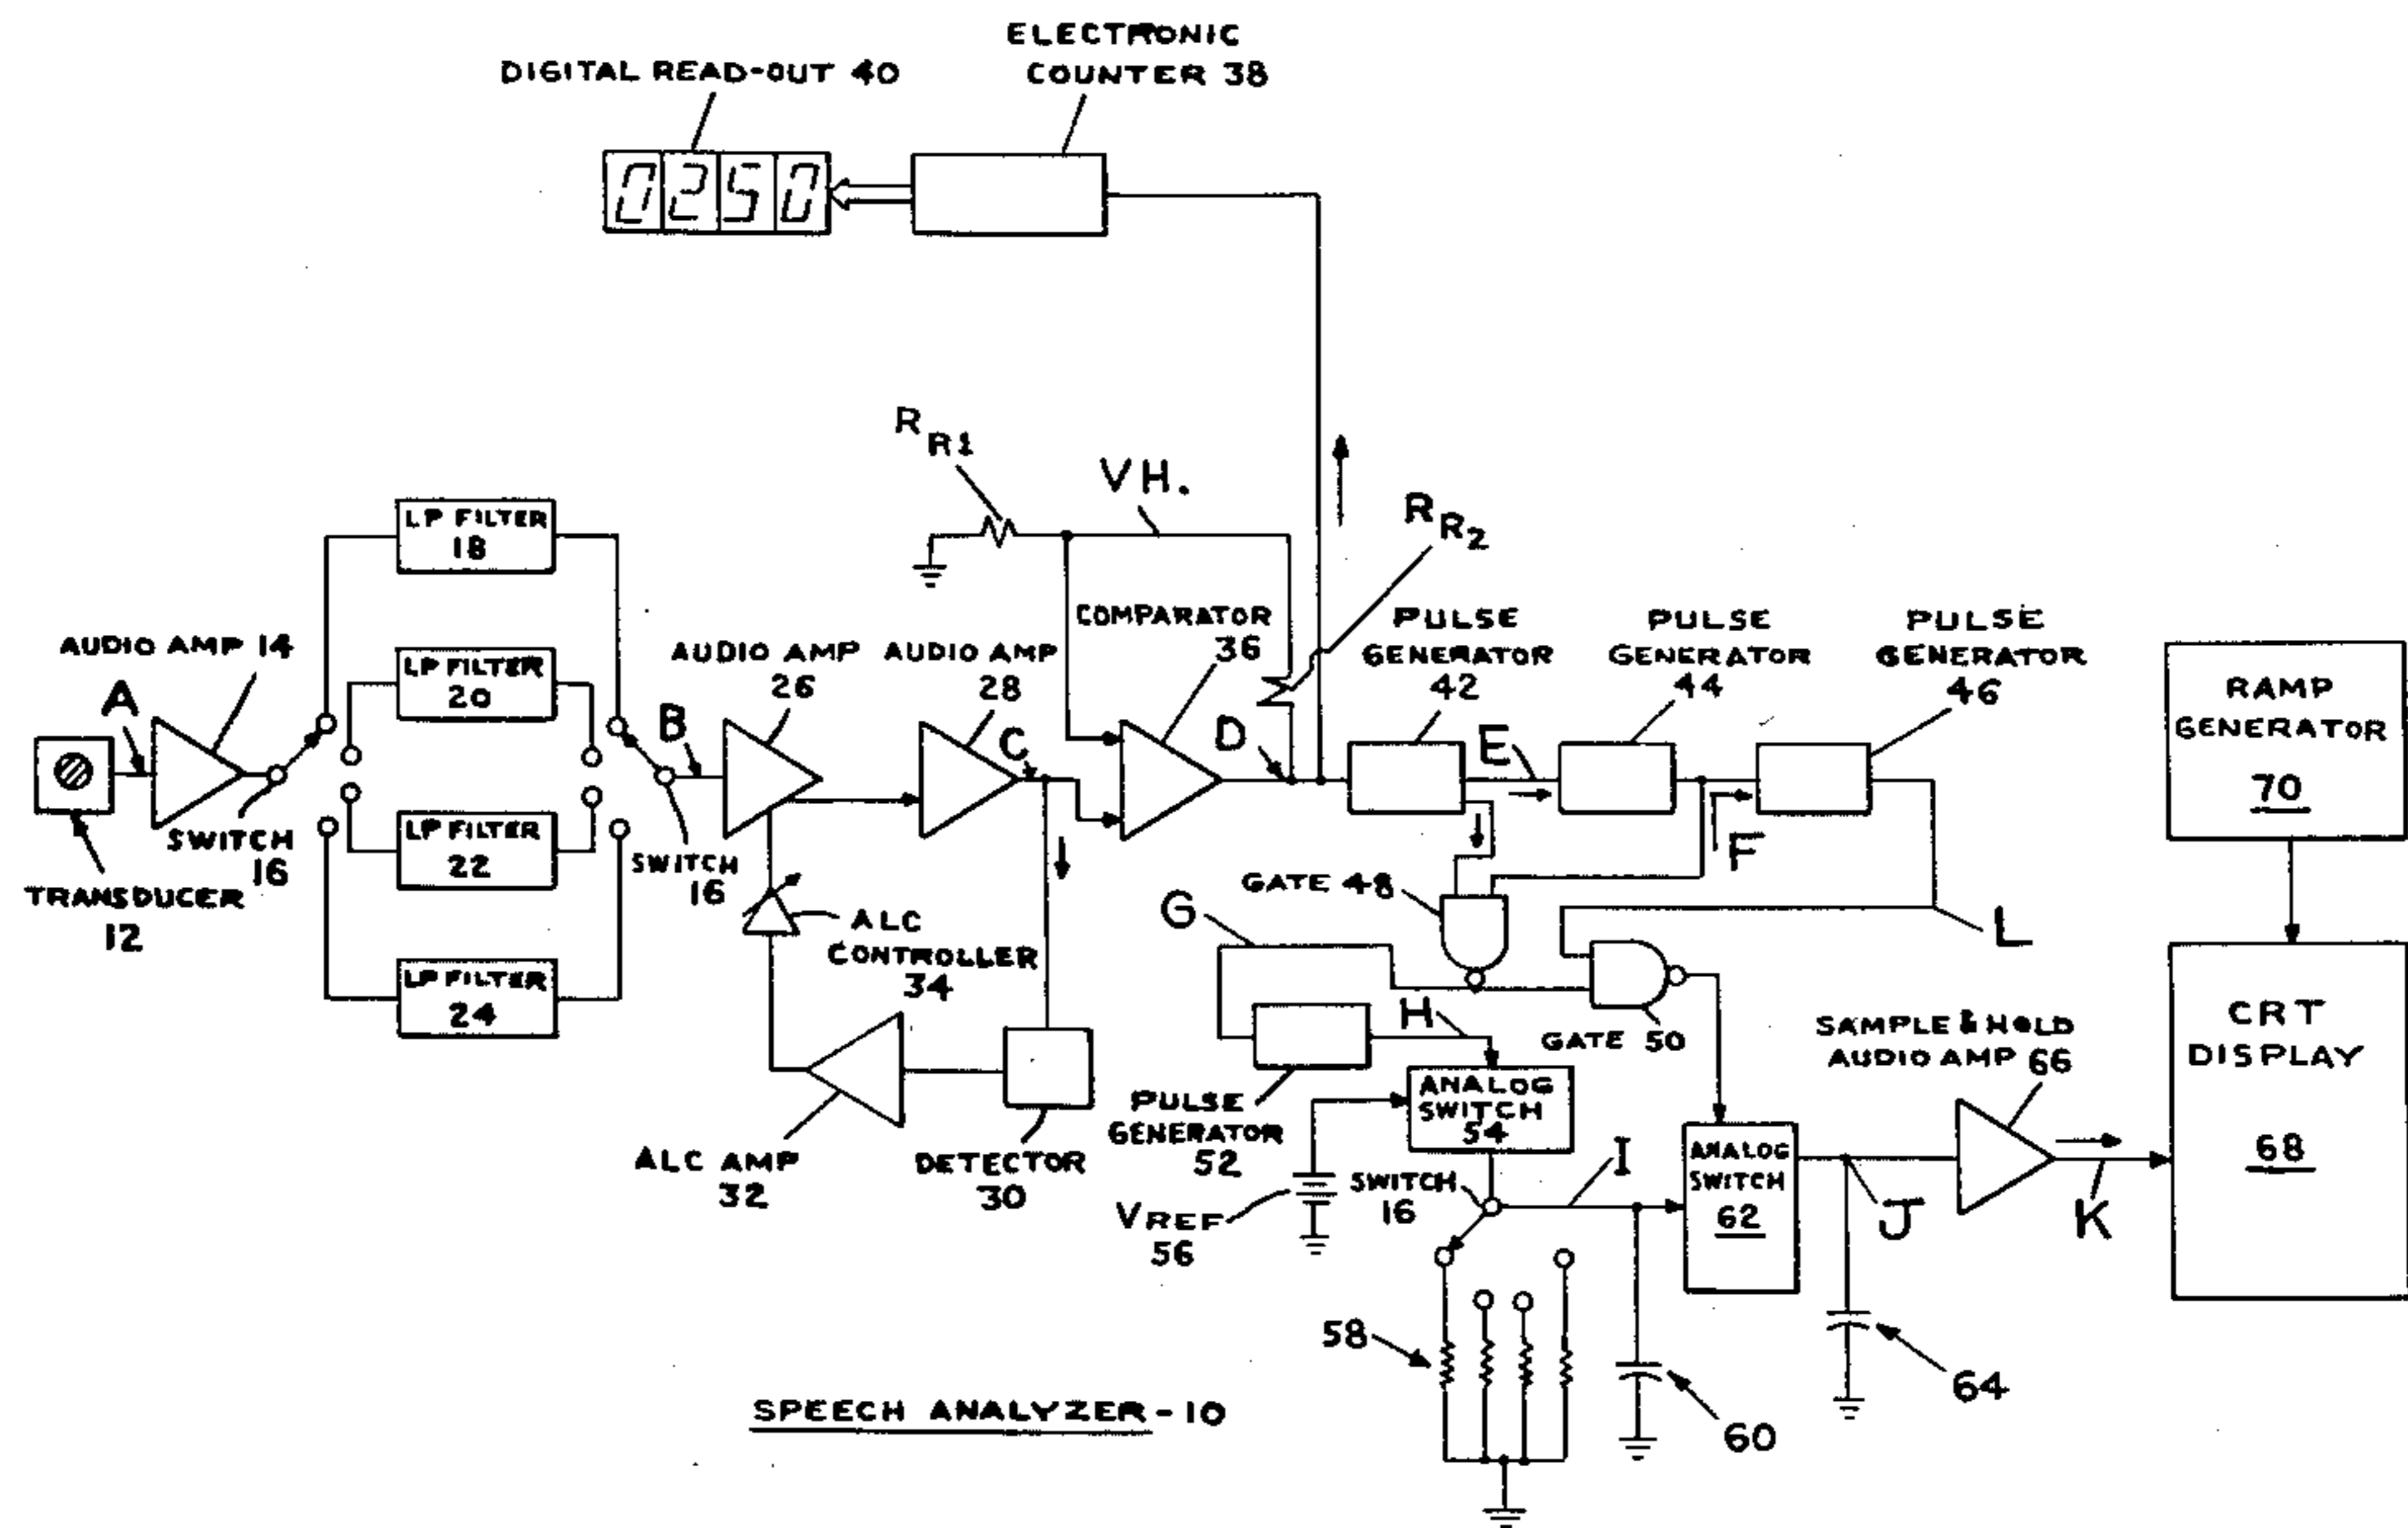 ELECTRONIC
COUNTER 38
DIGITAL READ-OUT 40
0250
R R1
VH.
R R2
LP FILTER
18
LP FILTER
20
LP FILTER
22
LP FILTER
24
AUDIO AMP 14
A
SWITCH
16
TRANSDUCER
12
B
SWITCH
16
AUDIO AMP
26
AUDIO AMP
28
C
COMPARATOR
36
D
PULSE
GENERATOR
42
E
PULSE
GENERATOR
44
F
PULSE
GENERATOR
46
RAMP
GENERATOR
70
ALC
CONTROLLER
34
GATE 48
G
L
H
GATE 50
ALC AMP
32
DETECTOR
30
PULSE
GENERATOR
52
ANALOG
SWITCH
54
VREF
56
SWITCH
16
I
ANALOG
SWITCH
62
SAMPLE & HOLD
AUDIO AMP 66
J
K
CRT
DISPLAY
68
58
60
64
SPEECH ANALYZER-10